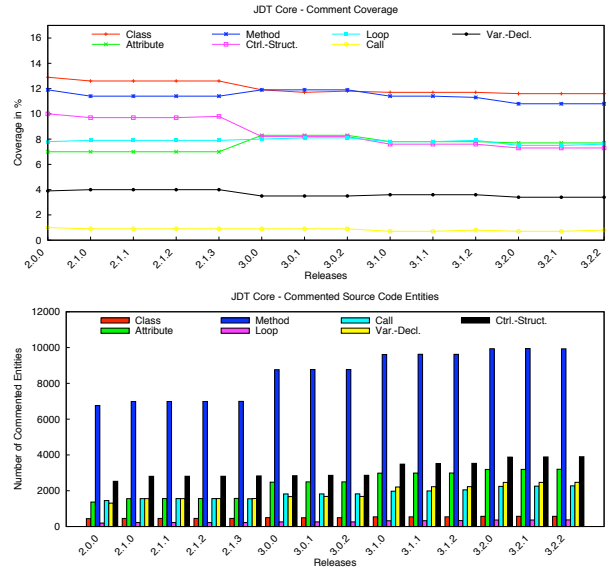 JDT Core - Comment Coverage
Class Method Loop Var.-Decl.
Attribute Ctrl.-Struct. Call
16
14
12
10
8
6
4
2
0
Coverage in %
2.0.0 2.1.0 2.1.1 2.1.2 2.1.3 3.0.0 3.0.1 3.0.2 3.1.0 3.1.1 3.1.2 3.2.0 3.2.1 3.2.2
Releases
JDT Core - Commented Source Code Entities
Class Method Call Ctrl.-Struct.
Attribute Loop Var.-Decl.
12000
10000
8000
6000
4000
2000
0
Number of Commented Entities
2.0.0 2.1.0 2.1.1 2.1.2 2.1.3 3.0.0 3.0.1 3.0.2 3.1.0 3.1.1 3.1.2 3.2.0 3.2.1 3.2.2
Releases